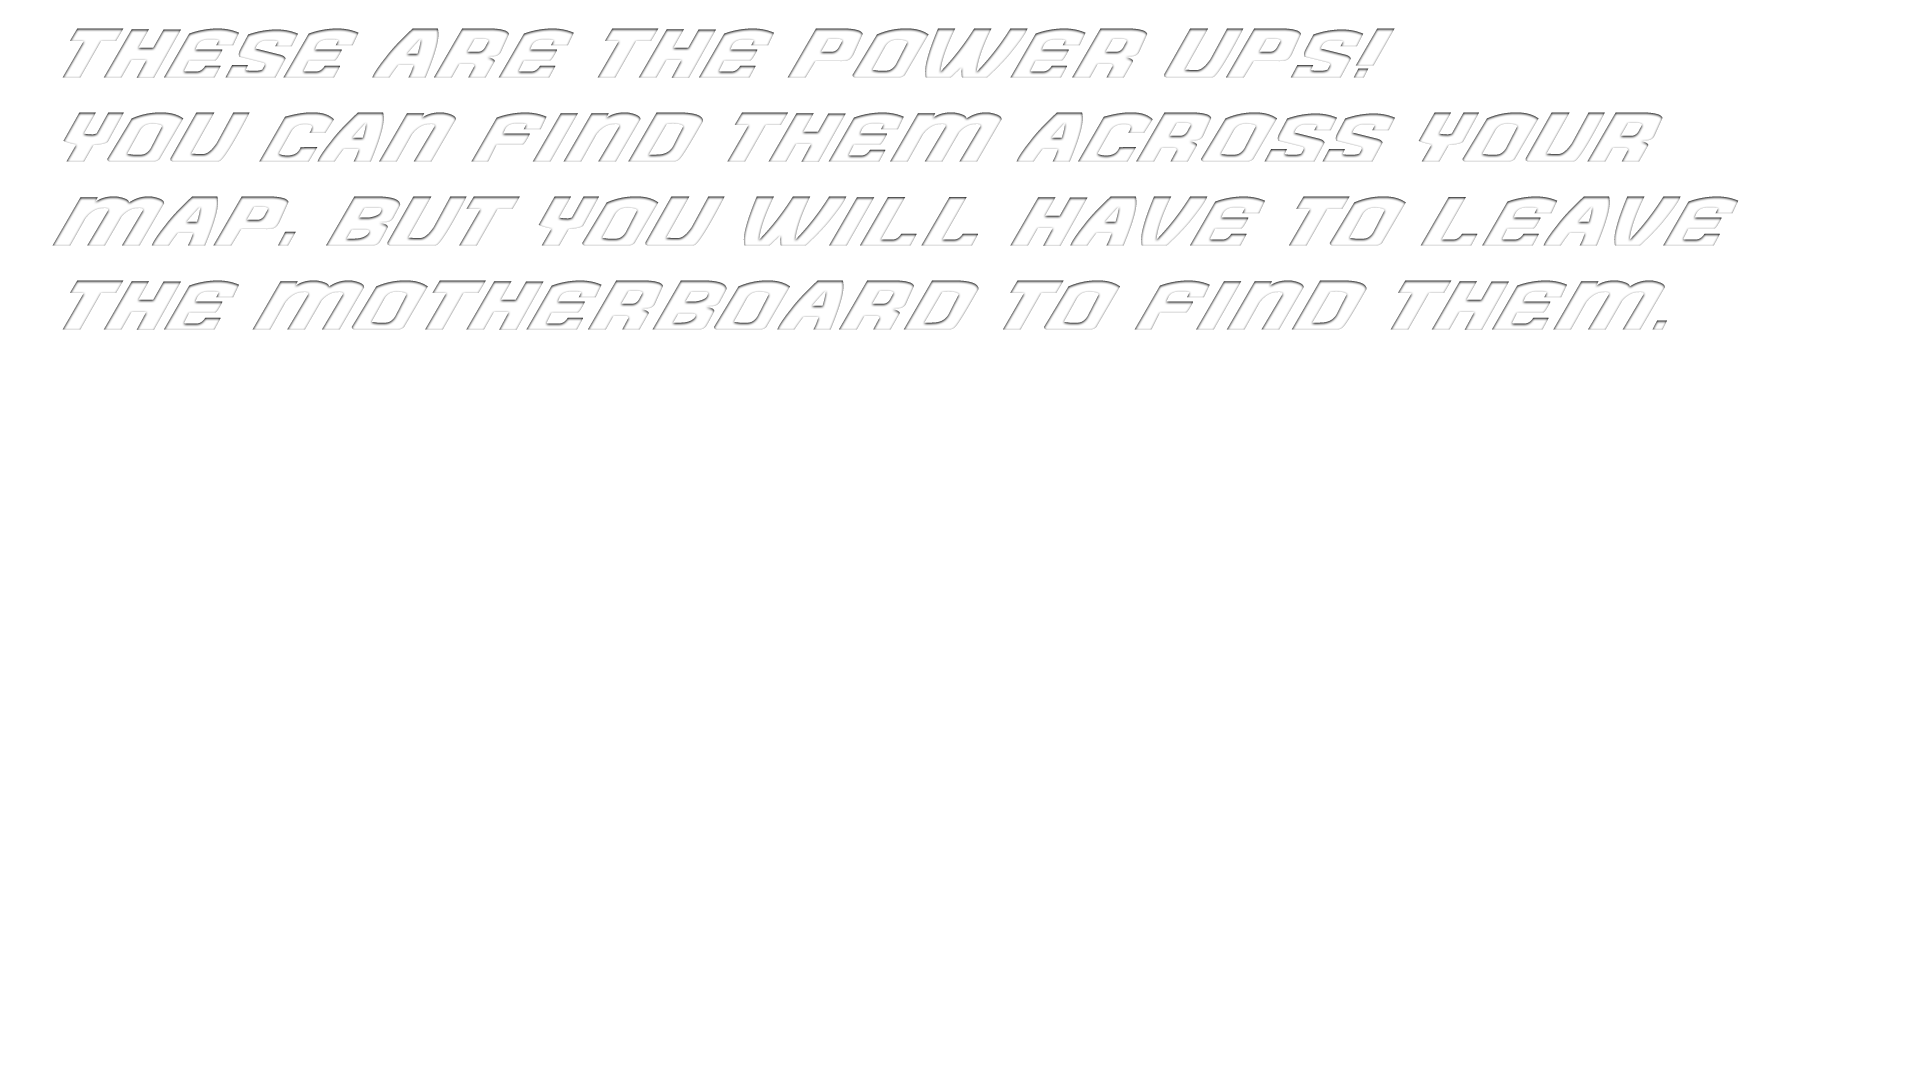 THESE ARE THE POWER UPS!
YOU CAN FIND THEM ACROSS YOUR
MAP. BUT YOU WILL HAVE TO LEAVE
THE MOTHERBOARD TO FIND THEM.